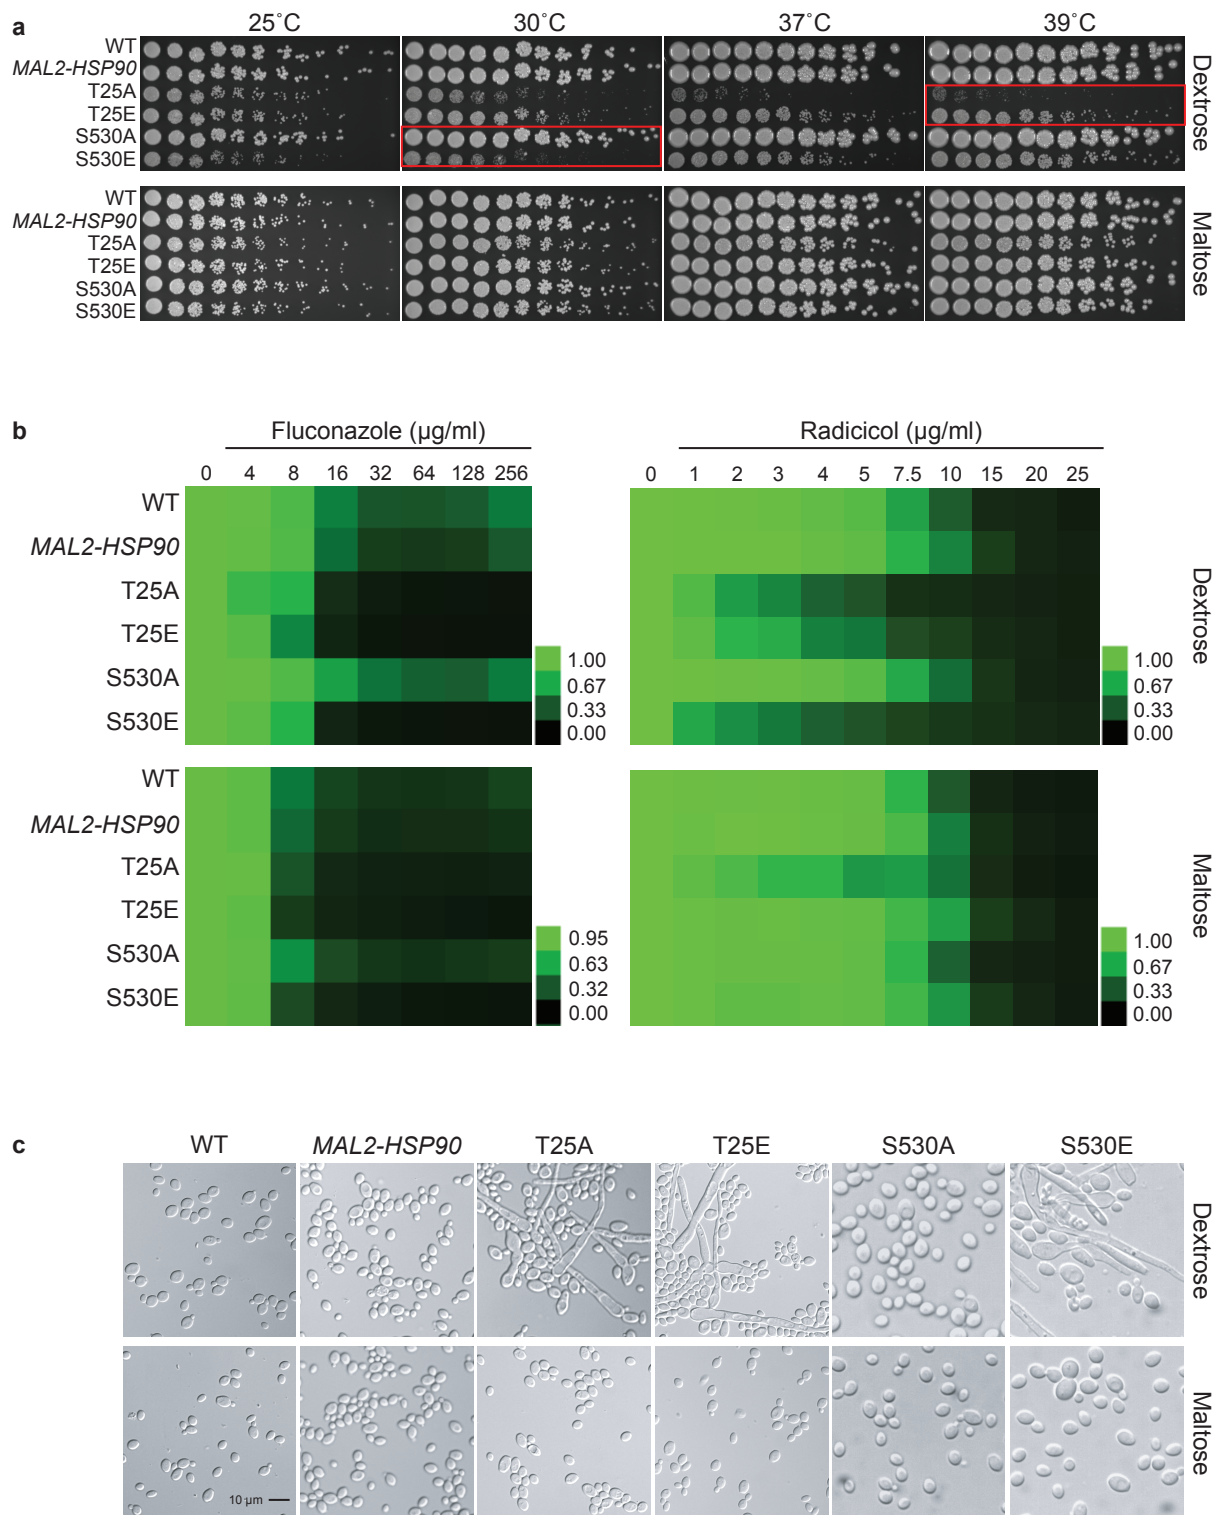 a
25˚C 30˚C 37˚C 39˚C
WT
MAL2-HSP90
T25A
T25E
S530A
S530E
Dextrose
WT
MAL2-HSP90
T25A
T25E
S530A
S530E
Maltose
b
Fluconazole (µg/ml) Radicicol (µg/ml)
0 4 8 16 32 64 128 256 0 1 2 3 4 5 7.5 10 15 20 25
WT
MAL2-HSP90
T25A
T25E
S530A
S530E
1.00
0.67
0.33
0.00
1.00
0.67
0.33
0.00
Dextrose
WT
MAL2-HSP90
T25A
T25E
S530A
S530E
0.95
0.63
0.32
0.00
1.00
0.67
0.33
0.00
Maltose
c
WT MAL2-HSP90 T25A T25E S530A S530E
Dextrose
Maltose
10 µm